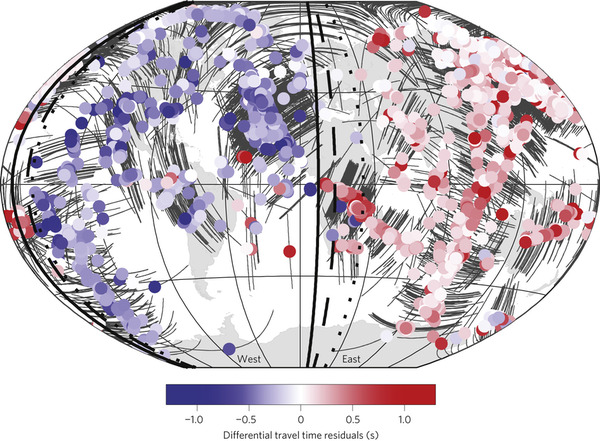 West East
−1.0 −0.5 0 0.5 1.0
Differential travel time residuals (s)